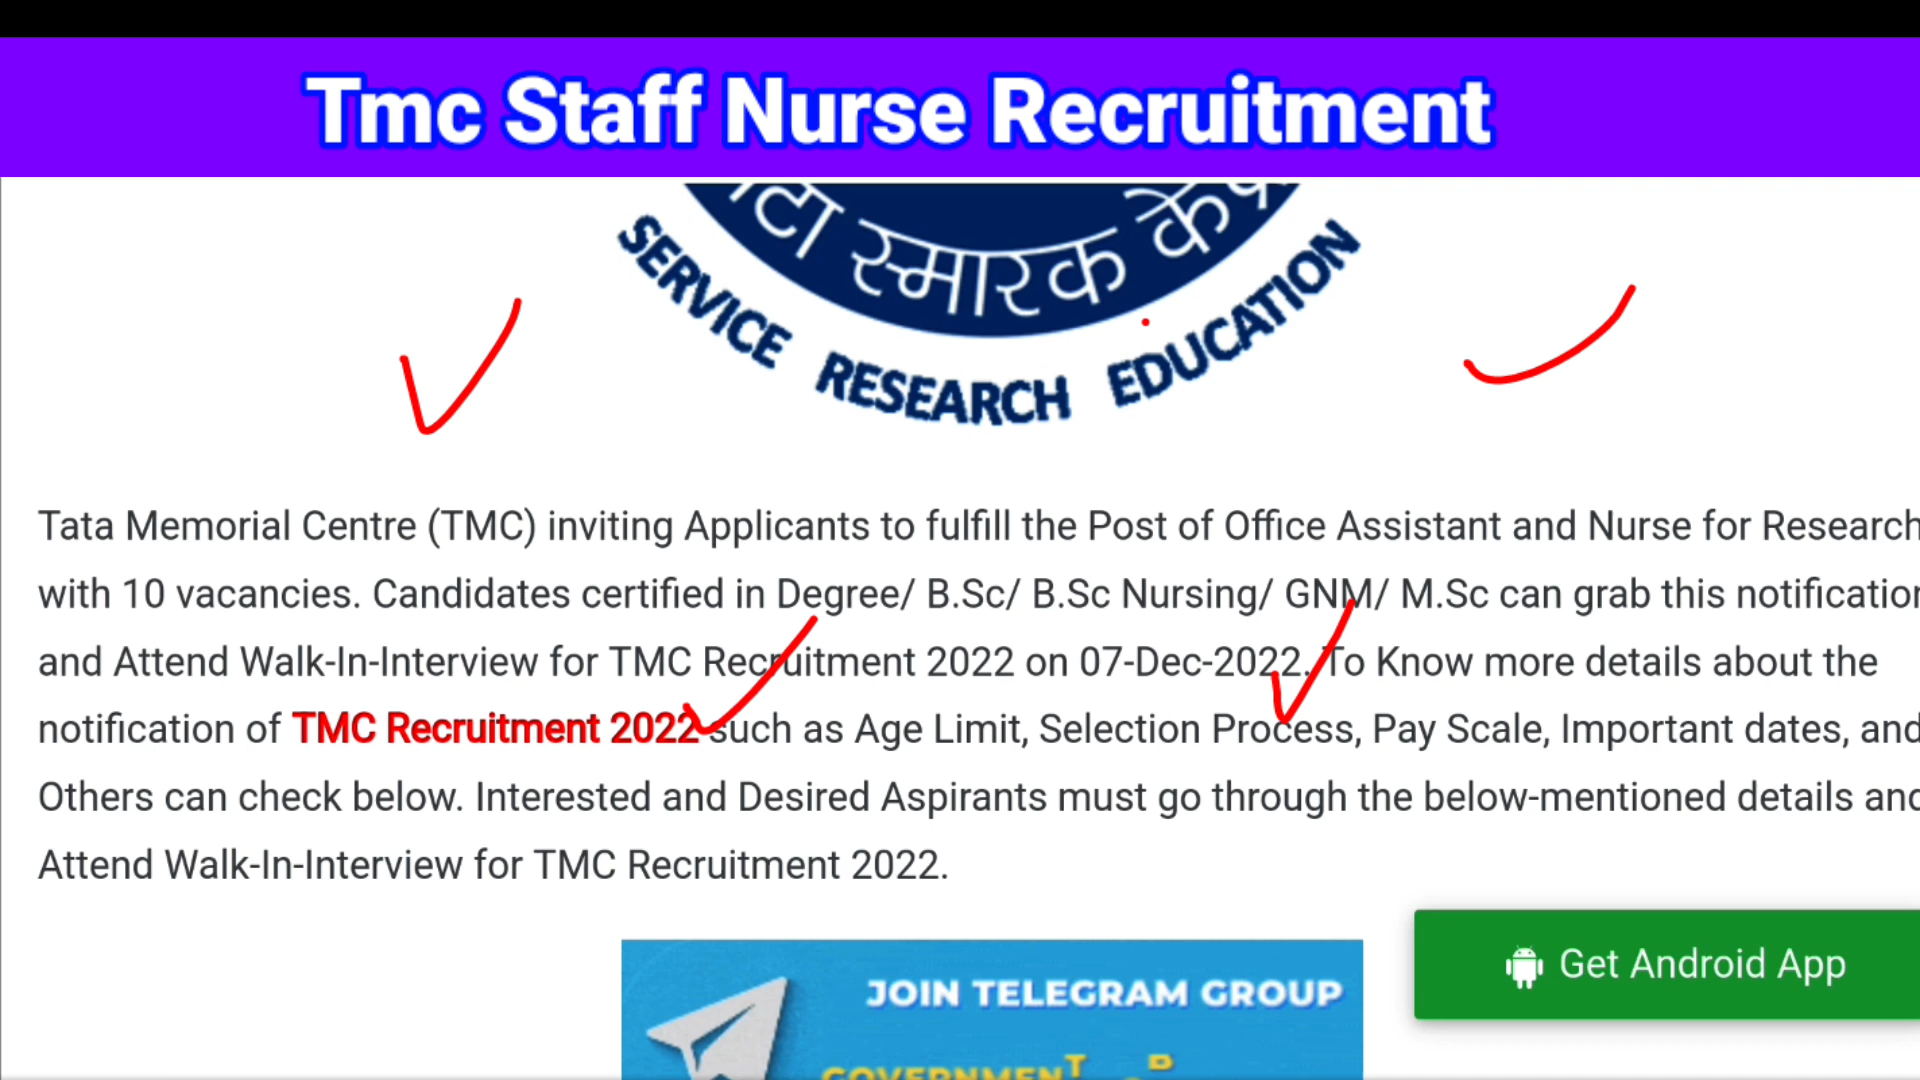 Tmc Staff Nurse Recruitment
टाटा स्मारक केंद्र
SERVICE RESEARCH EDUCATION
Tata Memorial Centre (TMC) inviting Applicants to fulfill the Post of Office Assistant and Nurse for Research
with 10 vacancies. Candidates certified in Degree/ B.Sc/ B.Sc Nursing/ GNM/ M.Sc can grab this notification
and Attend Walk-In-Interview for TMC Recruitment 2022 on 07-Dec-2022. To Know more details about the
notification of TMC Recruitment 2022 such as Age Limit, Selection Process, Pay Scale, Important dates, and
Others can check below. Interested and Desired Aspirants must go through the below-mentioned details and
Attend Walk-In-Interview for TMC Recruitment 2022.
Get Android App
JOIN TELEGRAM GROUP
GOVERNMENT